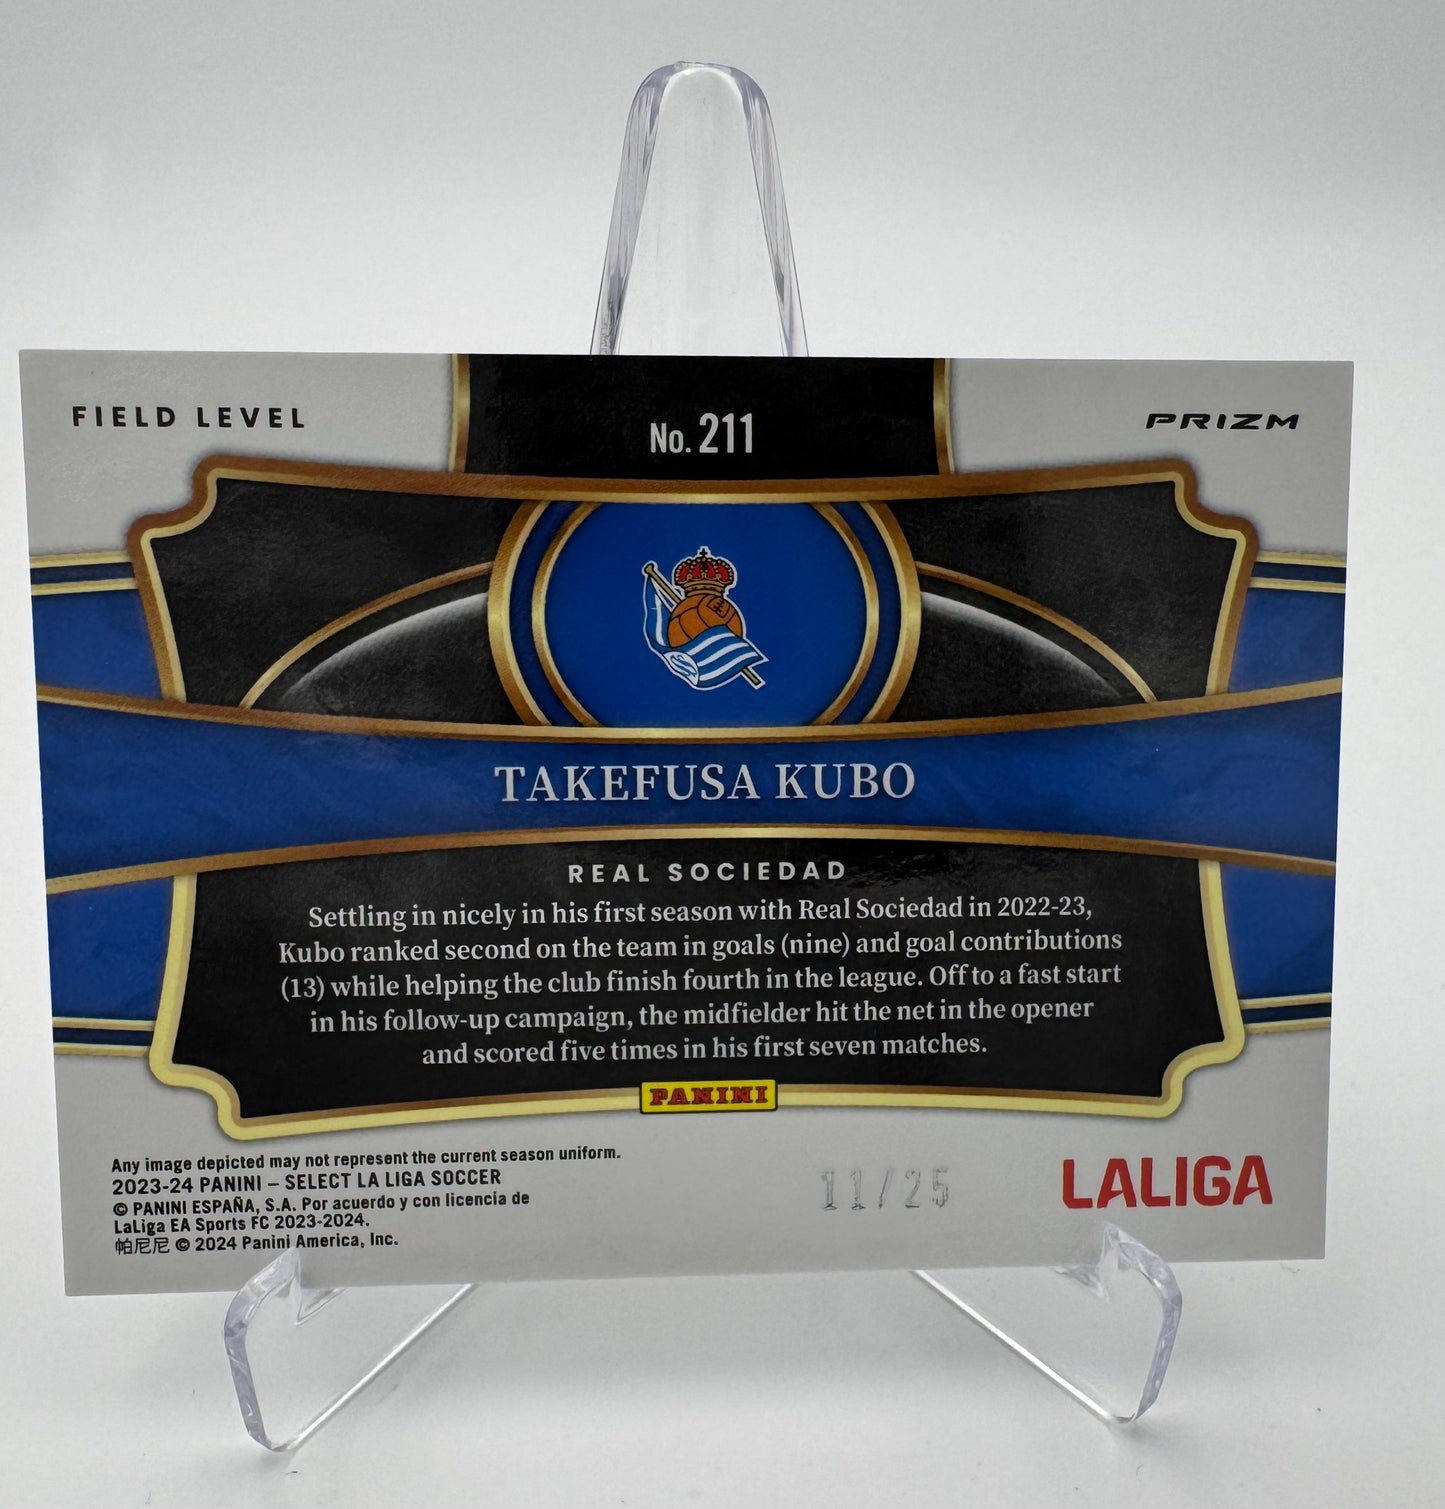 FIELD LEVEL
No. 211
PRIZM
TAKEFUSA KUBO
REAL SOCIEDAD
Settling in nicely in his first season with Real Sociedad in 2022-23,
Kubo ranked second on the team in goals (nine) and goal contributions
(13) while helping the club finish fourth in the league. Off to a fast start
in his follow-up campaign, the midfielder hit the net in the opener
and scored five times in his first seven matches.
PANINI
Any image depicted may not represent the current season uniform.
2023-24 PANINI – SELECT LA LIGA SOCCER
© PANINI ESPAÑA, S.A. Por acuerdo y con licencia de
LaLiga EA Sports FC 2023-2024.
帕尼尼 © 2024 Panini America, Inc.
11/25
LALIGA